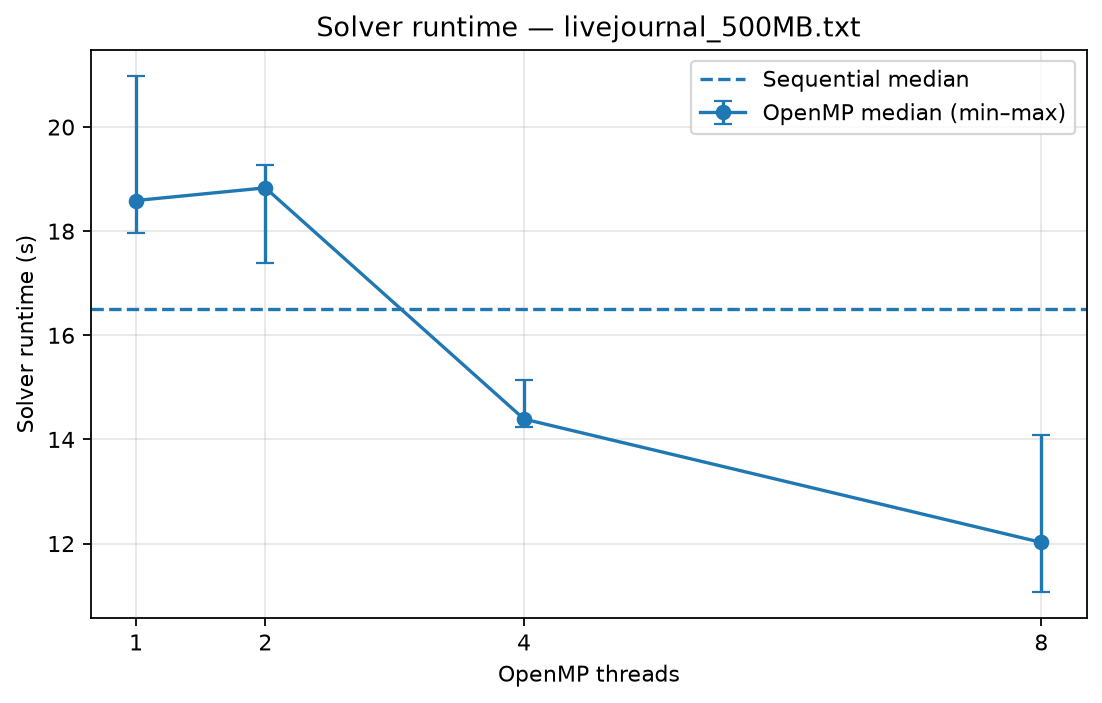 Solver runtime — livejournal_500MB.txt
Sequential median
OpenMP median (min–max)
Solver runtime (s)
20
18
16
14
12
1 2 4 8
OpenMP threads